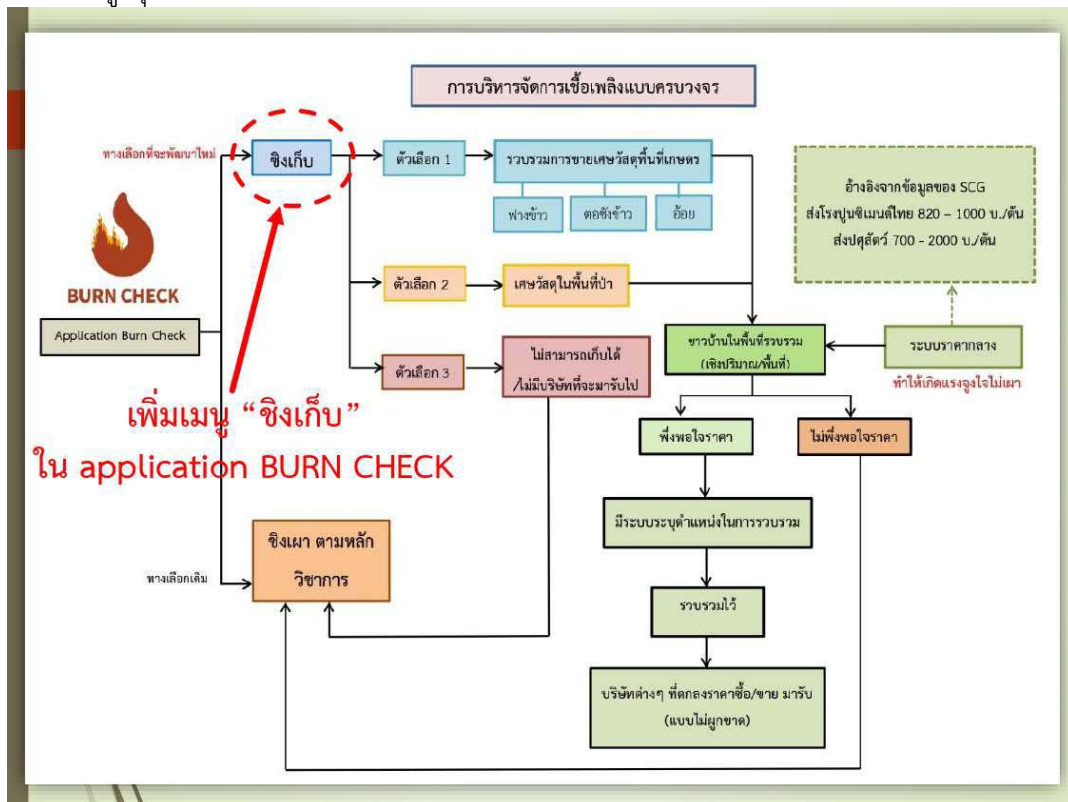 การบริหารจัดการเชื้อเพลิงแบบครบวงจร
ทางเลือกที่จะพัฒนาใหม่
ชิงเก็บ
ตัวเลือก 1
รวบรวมการขายเศษวัสดุพื้นที่เกษตร
ฟางข้าว
ตอซังข้าว
อ้อย
อ้างอิงจากข้อมูลของ SCG
ส่งโรงปูนซิเมนต์ไทย 820 – 1000 บ./ตัน
ส่งปศุสัตว์ 700 - 2000 บ./ตัน
BURN CHECK
Application Burn Check
ตัวเลือก 2
เศษวัสดุในพื้นที่ป่า
ตัวเลือก 3
ไม่สามารถเก็บได้
/ไม่มีบริษัทที่จะมารับไป
ชาวบ้านในพื้นที่รวบรวม
(เชิงปริมาณ/พื้นที่)
ระบบราคากลาง
ทำให้เกิดแรงจูงใจไม่เผา
เพิ่มเมนู “ชิงเก็บ”
ใน application BURN CHECK
พึ่งพอใจราคา
ไม่พึ่งพอใจราคา
มีระบบระบุตำแหน่งในการรวบรวม
ทางเลือกเดิม
ชิงเผา ตามหลัก
วิชาการ
รวบรวมไว้
บริษัทต่างๆ ที่ตกลงราคาซื้อ/ขาย มารับ
(แบบไม่ผูกขาด)